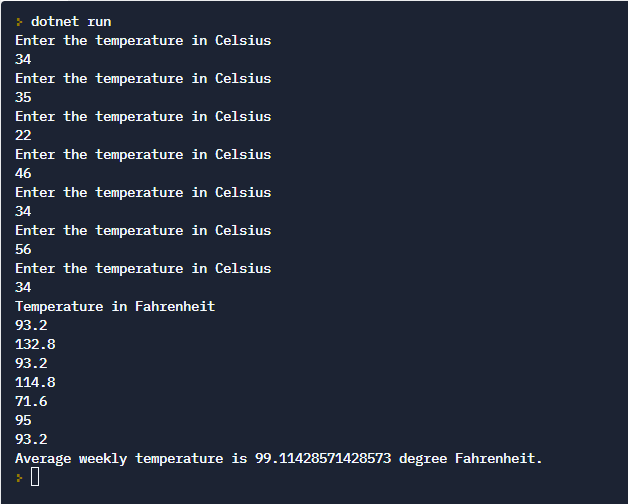 > dotnet run
Enter the temperature in Celsius
34
Enter the temperature in Celsius
35
Enter the temperature in Celsius
22
Enter the temperature in Celsius
46
Enter the temperature in Celsius
34
Enter the temperature in Celsius
56
Enter the temperature in Celsius
34
Temperature in Fahrenheit
93.2
132.8
93.2
114.8
71.6
95
93.2
Average weekly temperature is 99.11428571428573 degree Fahrenheit.
>